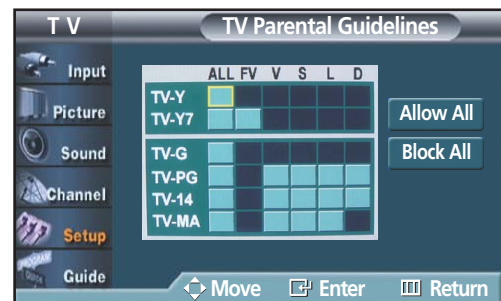 TV
TV Parental Guidelines
Input
Picture
Sound
Channel
Setup
Guide
ALL FV V S L D
TV-Y
TV-Y7
TV-G
TV-PG
TV-14
TV-MA
Allow All
Block All
Move Enter Return